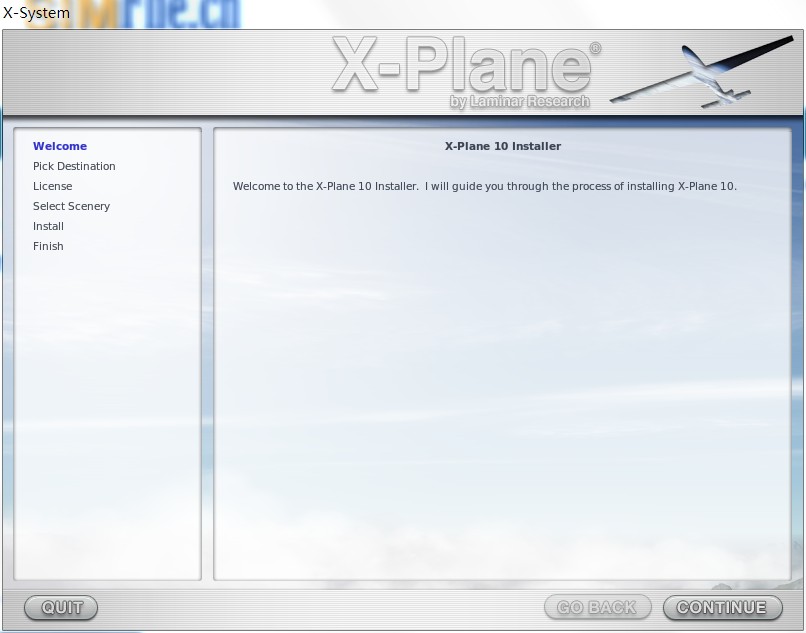 X-System
X-Plane®
by Laminar Research
Welcome
Pick Destination
License
Select Scenery
Install
Finish
X-Plane 10 Installer
Welcome to the X-Plane 10 Installer.  I will guide you through the process of installing X-Plane 10.
QUIT
GO BACK
CONTINUE